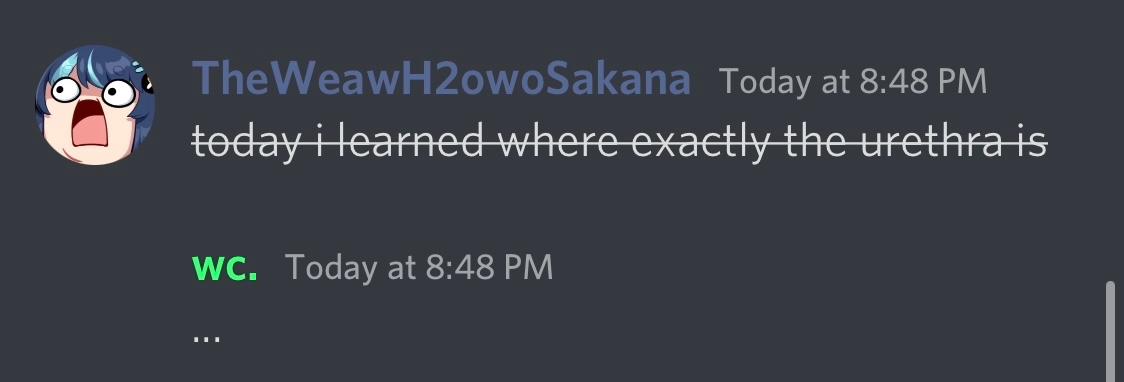 TheWeawH2owoSakana Today at 8:48 PM
today i learned where exactly the urethra is
wc. Today at 8:48 PM
...